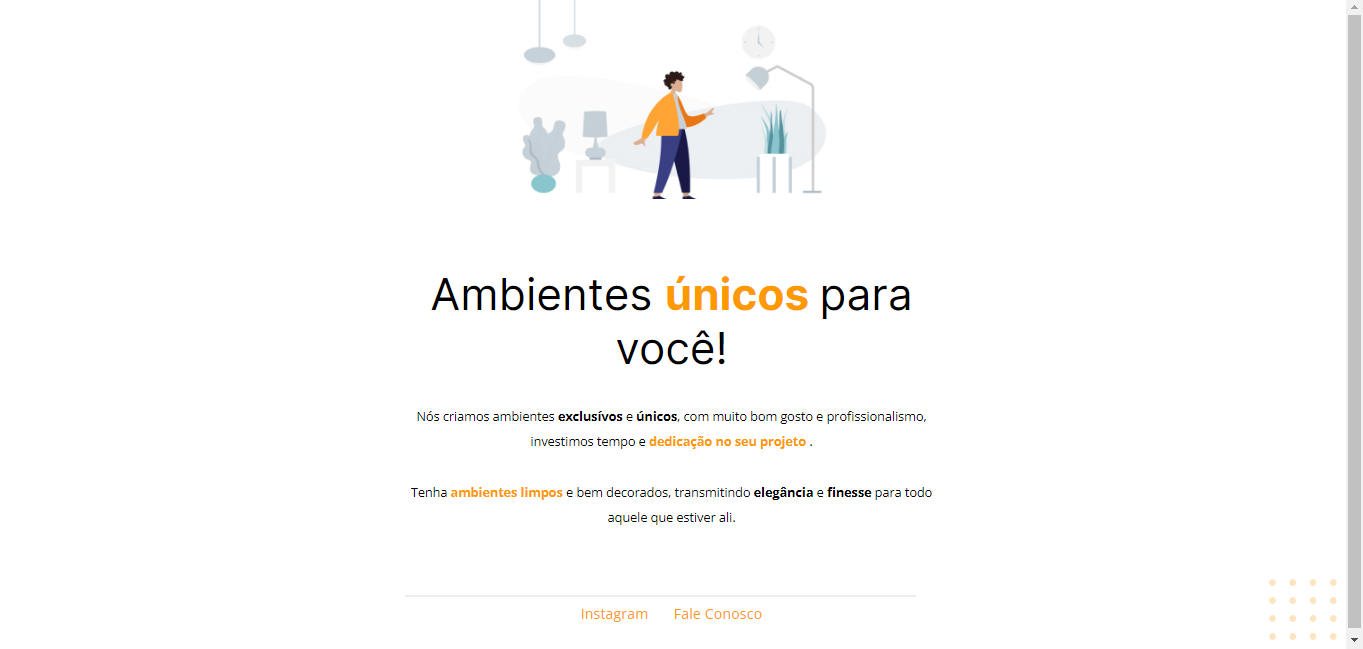 Ambientes únicos para
você!
Nós criamos ambientes exclusívos e únicos, com muito bom gosto e profissionalismo,
investimos tempo e dedicação no seu projeto .
Tenha ambientes limpos e bem decorados, transmitindo elegância e finesse para todo
aquele que estiver ali.
Instagram Fale Conosco